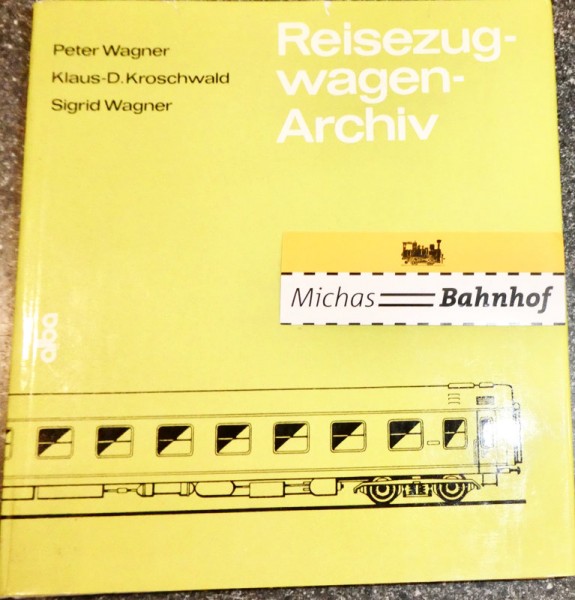 Peter Wagner
Klaus-D. Kroschwald
Sigrid Wagner
Reisezug-
wagen-
Archiv
Michas Bahnhof
alba